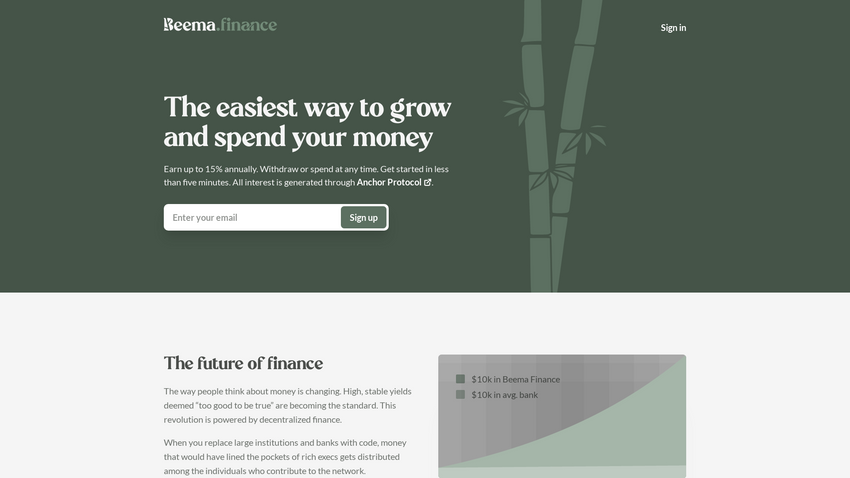 Beema.finance
Sign in
The easiest way to grow
and spend your money
Earn up to 15% annually. Withdraw or spend at any time. Get started in less
than five minutes. All interest is generated through Anchor Protocol.
Enter your email
Sign up
The future of finance
The way people think about money is changing. High, stable yields
deemed “too good to be true” are becoming the standard. This
revolution is powered by decentralized finance.
When you replace large institutions and banks with code, money
that would have lined the pockets of rich execs gets distributed
among the individuals who contribute to the network.
$10k in Beema Finance
$10k in avg. bank